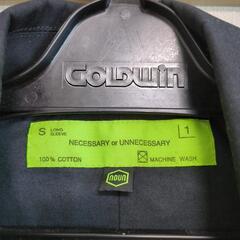 GOLDWIN
S LONG SLEEVE 1
NECESSARY or UNNECESSARY
100% COTTON MACHINE WASH
noun